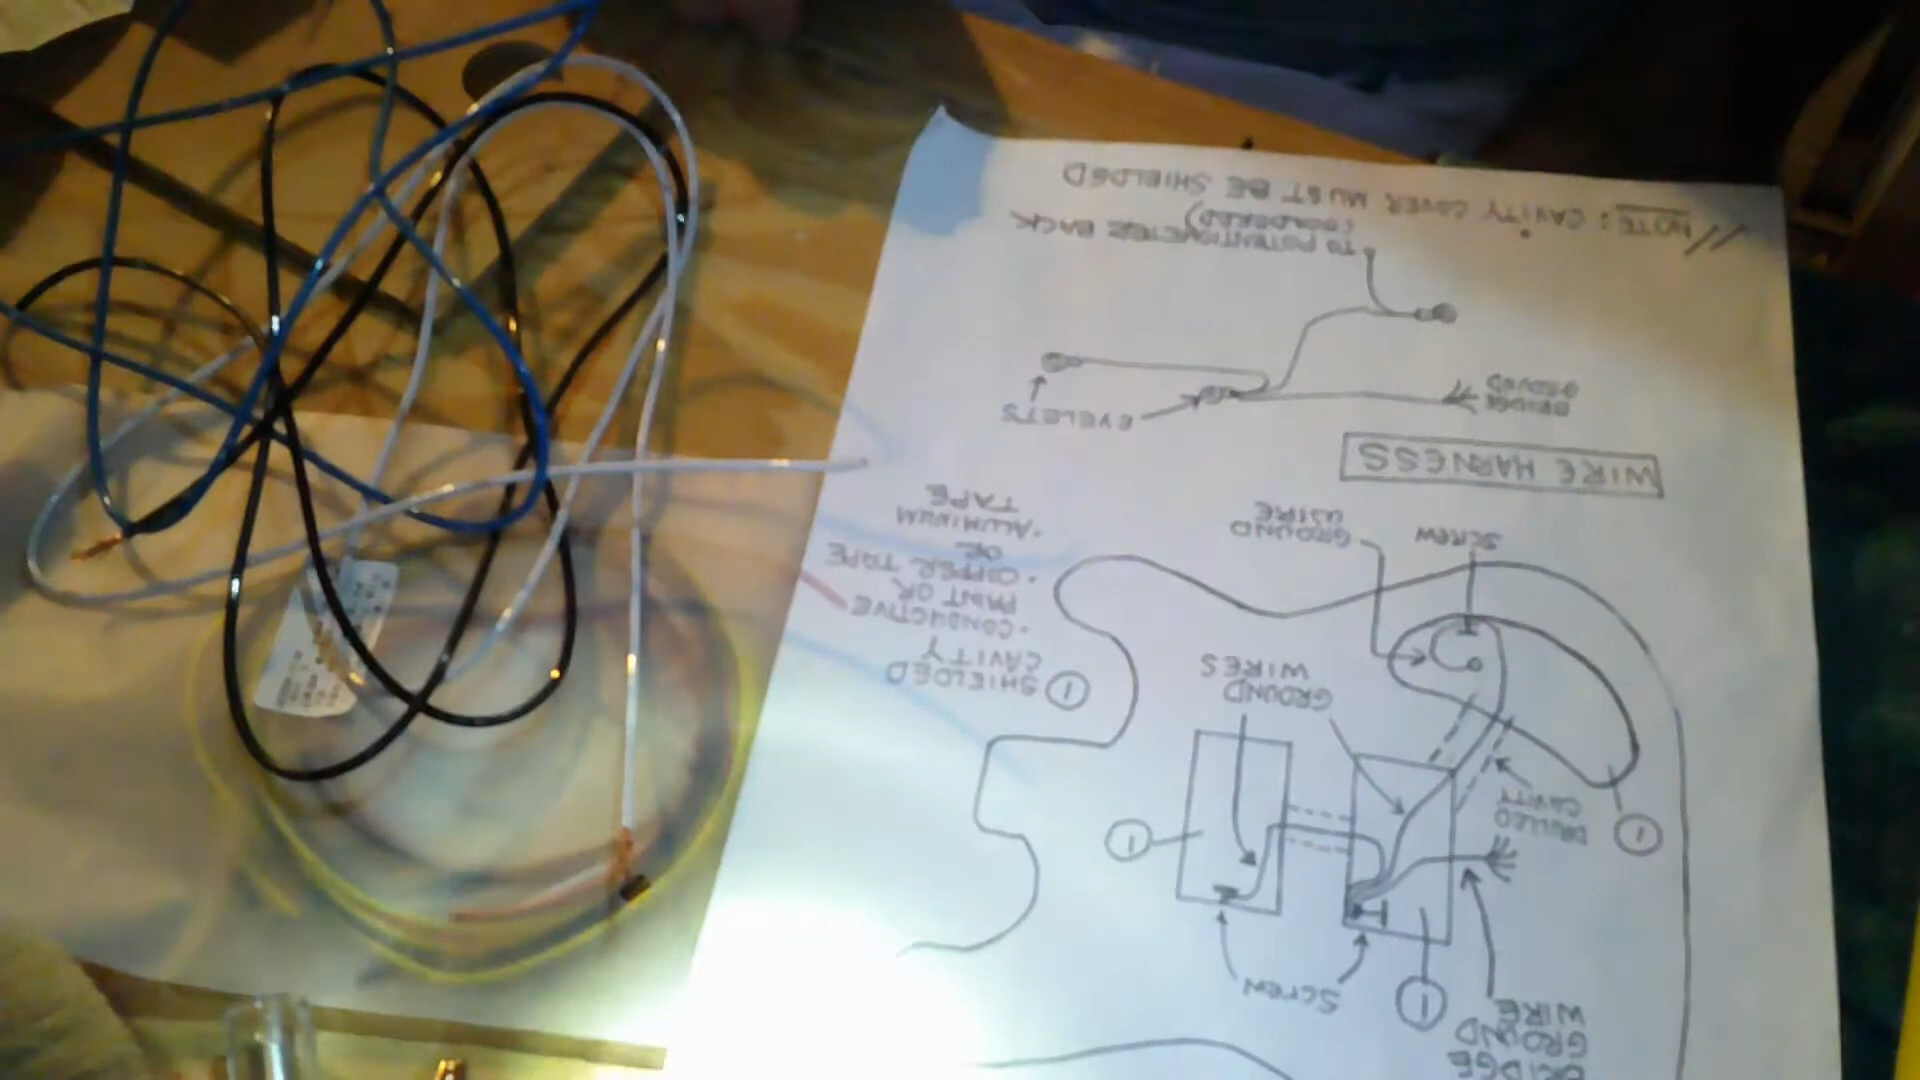 BRIDGE
GROUND
WIRE
SCREW
1
1
1
DRILLED
CAVITY
GROUND
WIRES
1 SHIELDED
CAVITY
·CONDUCTIVE
PAINT OR
·COPPER TAPE
OR
·ALUMINUM
TAPE
SCREW
GROUND
WIRE
WIRE HARNESS
BRIDGE
GROUND
EYELETS
TO POTENTIOMETER BACK
(SOLDERED)
// NOTE: CAVITY COVER MUST BE SHIELDED